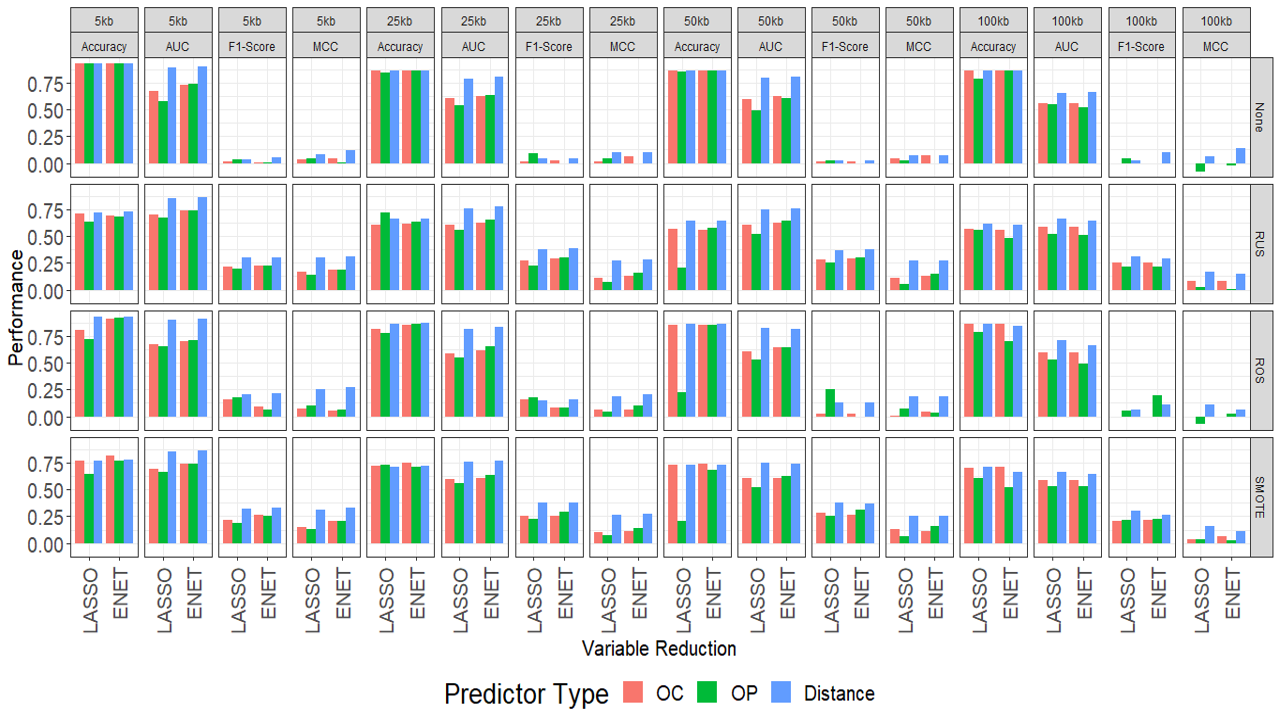 5kb 5kb 5kb 5kb 25kb 25kb 25kb 25kb 50kb 50kb 50kb 50kb 100kb 100kb 100kb 100kb
Accuracy AUC F1-Score MCC Accuracy AUC F1-Score MCC Accuracy AUC F1-Score MCC Accuracy AUC F1-Score MCC
0.75
0.50
0.25
0.00
None
0.75
0.50
0.25
0.00
RUS
Performance
0.75
0.50
0.25
0.00
ROS
0.75
0.50
0.25
0.00
SMOTE
LASSO ENET LASSO ENET LASSO ENET LASSO ENET LASSO ENET LASSO ENET LASSO ENET LASSO ENET LASSO ENET LASSO ENET LASSO ENET LASSO ENET LASSO ENET LASSO ENET LASSO ENET LASSO ENET
Variable Reduction
Predictor Type OC OP Distance